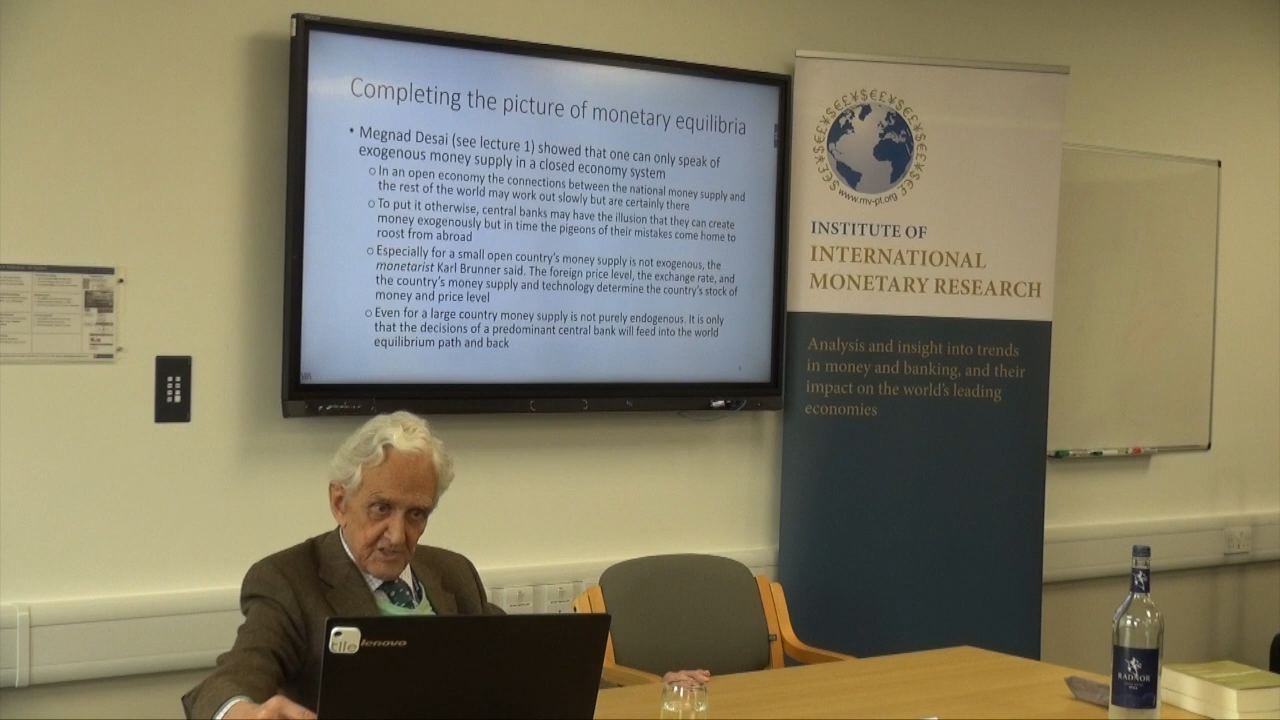 Completing the picture of monetary equilibria
• Megnad Desai (see lecture 1) showed that one can only speak of
exogenous money supply in a closed economy system
o In an open economy the connections between the national money supply and
the rest of the world may work out slowly but are certainly there
o To put it otherwise, central banks may have the illusion that they can create
money exogenously but in time the pigeons of their mistakes come home to
roost from abroad
o Especially for a small open country's money supply is not exogenous, the
monetarist Karl Brunner said. The foreign price level, the exchange rate, and
the country's money supply and technology determine the country's stock of
money and price level
o Even for a large country money supply is not purely endogenous. It is only
that the decisions of a predominant central bank will feed into the world
equilibrium path and back
www.mv-pt.org
INSTITUTE OF
INTERNATIONAL
MONETARY RESEARCH
Analysis and insight into trends
in money and banking, and their
impact on the world's leading
economies
tile
lenovo
RADNOR